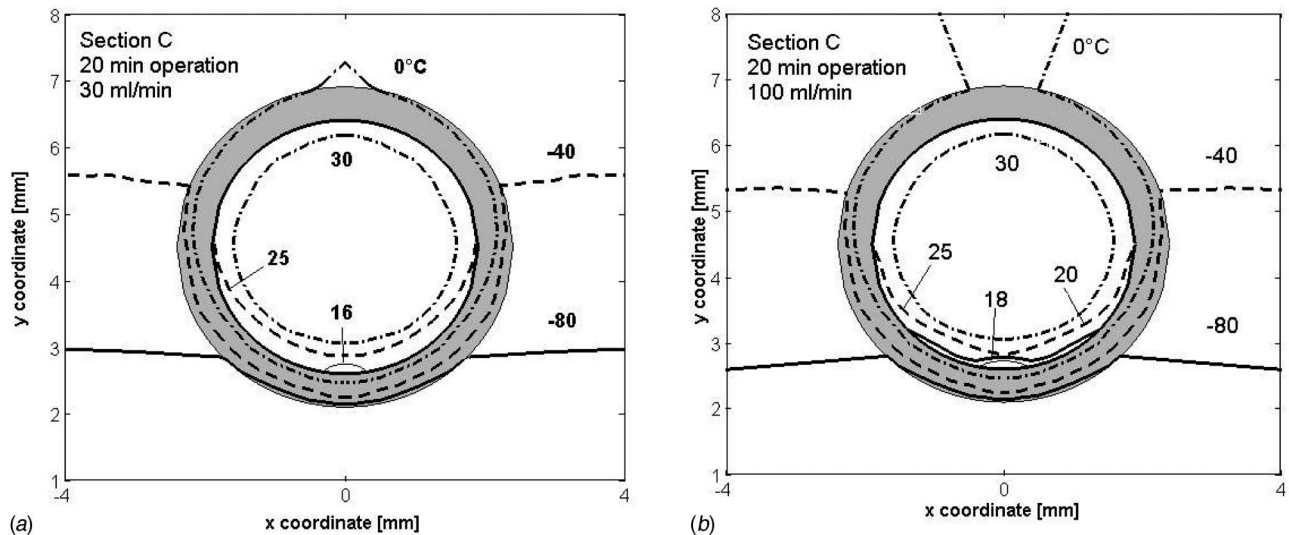 Section C
20 min operation
30 ml/min
0°C
-40
30
25
16
-80
8
7
6
5
4
3
2
1
-4
0
4
y coordinate [mm]
x coordinate [mm]
(a)
Section C
20 min operation
100 ml/min
0°C
-40
30
25
18
20
-80
8
7
6
5
4
3
2
1
-4
0
4
y coordinate [mm]
x coordinate [mm]
(b)